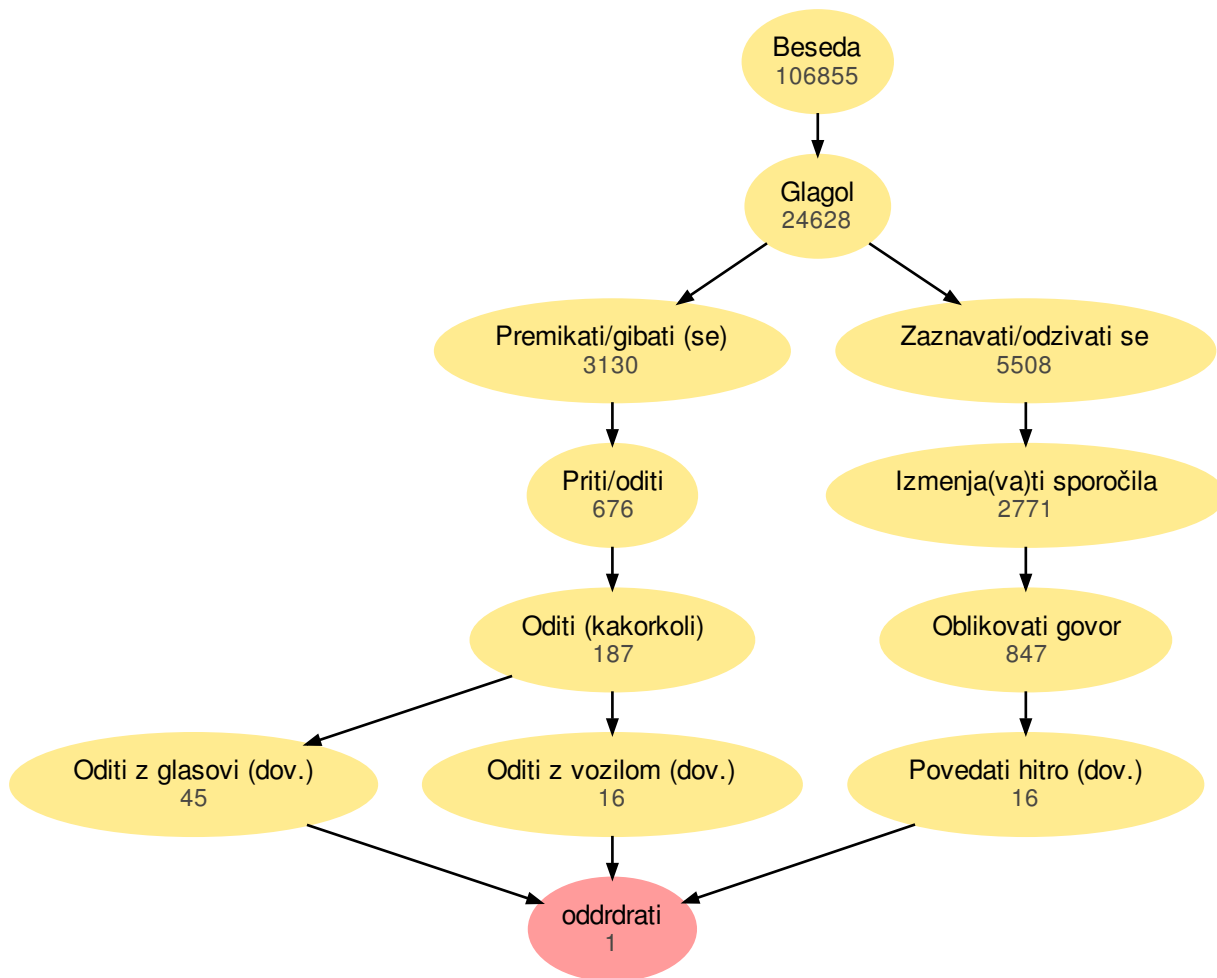 Beseda
106855
Glagol
24628
Premikati/gibati (se)
3130
Zaznavati/odzivati se
5508
Priti/oditi
676
Izmenja(va)ti sporočila
2771
Oditi (kakorkoli)
187
Oblikovati govor
847
Oditi z glasovi (dov.)
45
Oditi z vozilom (dov.)
16
Povedati hitro (dov.)
16
oddrdrati
1